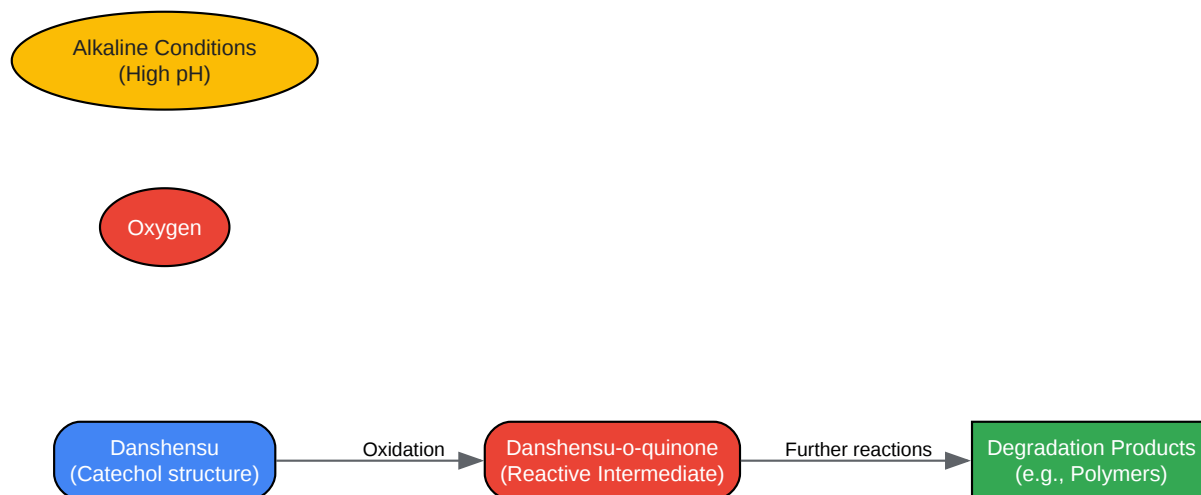 Alkaline Conditions
(High pH)
Oxygen
Danshensu
(Catechol structure)
Oxidation
Danshensu-o-quinone
(Reactive Intermediate)
Further reactions
Degradation Products
(e.g., Polymers)